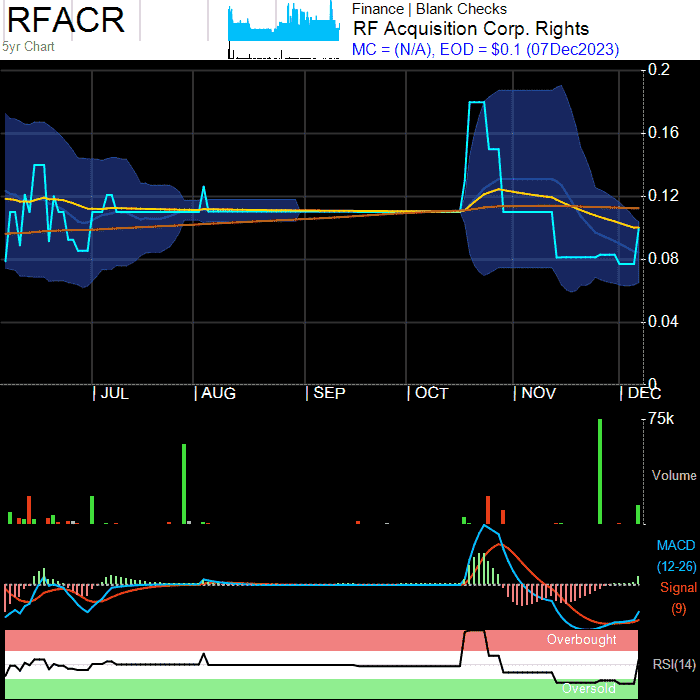 RFACR
5yr Chart
Finance | Blank Checks
RF Acquisition Corp. Rights
MC = (N/A), EOD = $0.1 (07Dec2023)
0.2
0.16
0.12
0.08
0.04
0
| JUL | AUG | SEP | OCT | NOV | DEC
75k
Volume
MACD
(12-26)
Signal
(9)
Overbought
RSI(14)
Oversold